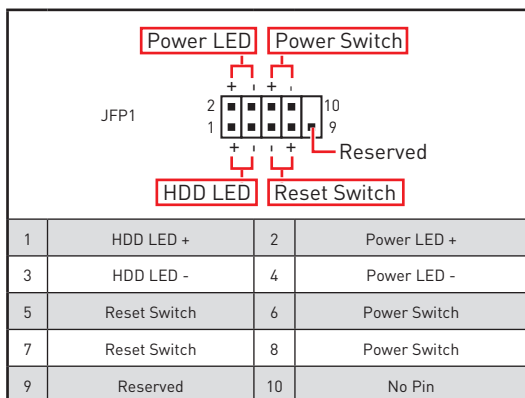 Power LED Power Switch
+ - + -
2 10
JFP1
1 9
+ - - +
Reserved
HDD LED Reset Switch
1 HDD LED + 2 Power LED +
3 HDD LED - 4 Power LED -
5 Reset Switch 6 Power Switch
7 Reset Switch 8 Power Switch
9 Reserved 10 No Pin